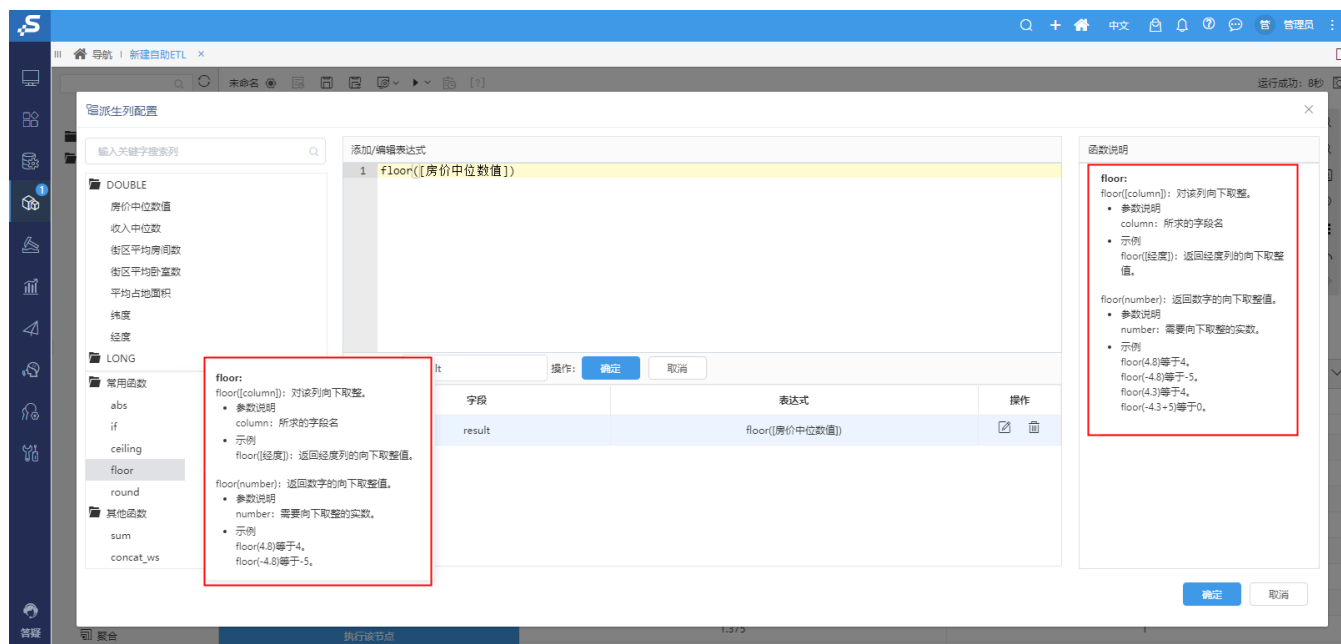 S
中文
管
管理员
导航
新建自助ETL ×
未命名
[?]
运行成功: 8秒
1
派生列配置
输入关键字搜索列
DOUBLE
房价中位数值
收入中位数
街区平均房间数
街区平均卧室数
平均占地面积
纬度
经度
LONG
常用函数
abs
if
ceiling
floor
round
其他函数
sum
concat_ws
添加/编辑表达式
1 floor([房价中位数值])
lt
操作:
确定
取消
字段
表达式
操作
result
floor([房价中位数值])
floor:
floor([column]): 对该列向下取整。
• 参数说明
column: 所求的字段名
• 示例
floor([经度]): 返回经度列的向下取整值。
floor(number): 返回数字的向下取整值。
• 参数说明
number: 需要向下取整的实数。
• 示例
floor(4.8)等于4。
floor(-4.8)等于-5。
函数说明
floor:
floor([column]): 对该列向下取整。
• 参数说明
column: 所求的字段名
• 示例
floor([经度]): 返回经度列的向下取整
值。
floor(number): 返回数字的向下取整值。
• 参数说明
number: 需要向下取整的实数。
• 示例
floor(4.8)等于4。
floor(-4.8)等于-5。
floor(4.3)等于4。
floor(-4.3+5)等于0。
确定
取消
答疑
聚合
执行该节点
1.375
1